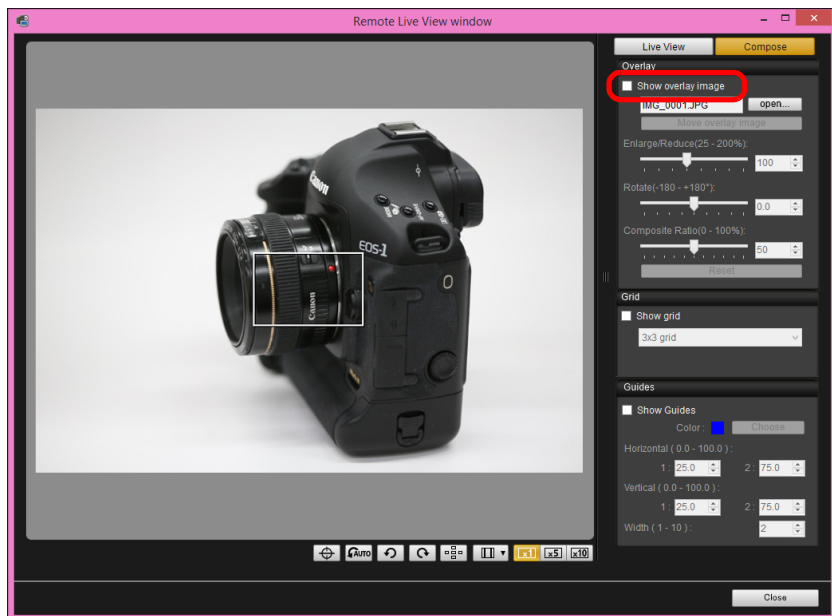 Remote Live View window
Live View
Compose
Overlay
Show overlay image
IMG_0001.JPG
open...
Move overlay image
Enlarge/Reduce(25 - 200%):
100
Rotate(-180 - +180°):
0.0
Composite Ratio(0 - 100%):
50
Reset
Grid
Show grid
3x3 grid
Guides
Show Guides
Color :
Choose
Horizontal ( 0.0 - 100.0 ) :
1 : 25.0
2 : 75.0
Vertical ( 0.0 - 100.0 ) :
1 : 25.0
2 : 75.0
Width ( 1 - 10 ) :
2
Canon
EOS-1
Canon
AUTO
x1
x5
x10
Close